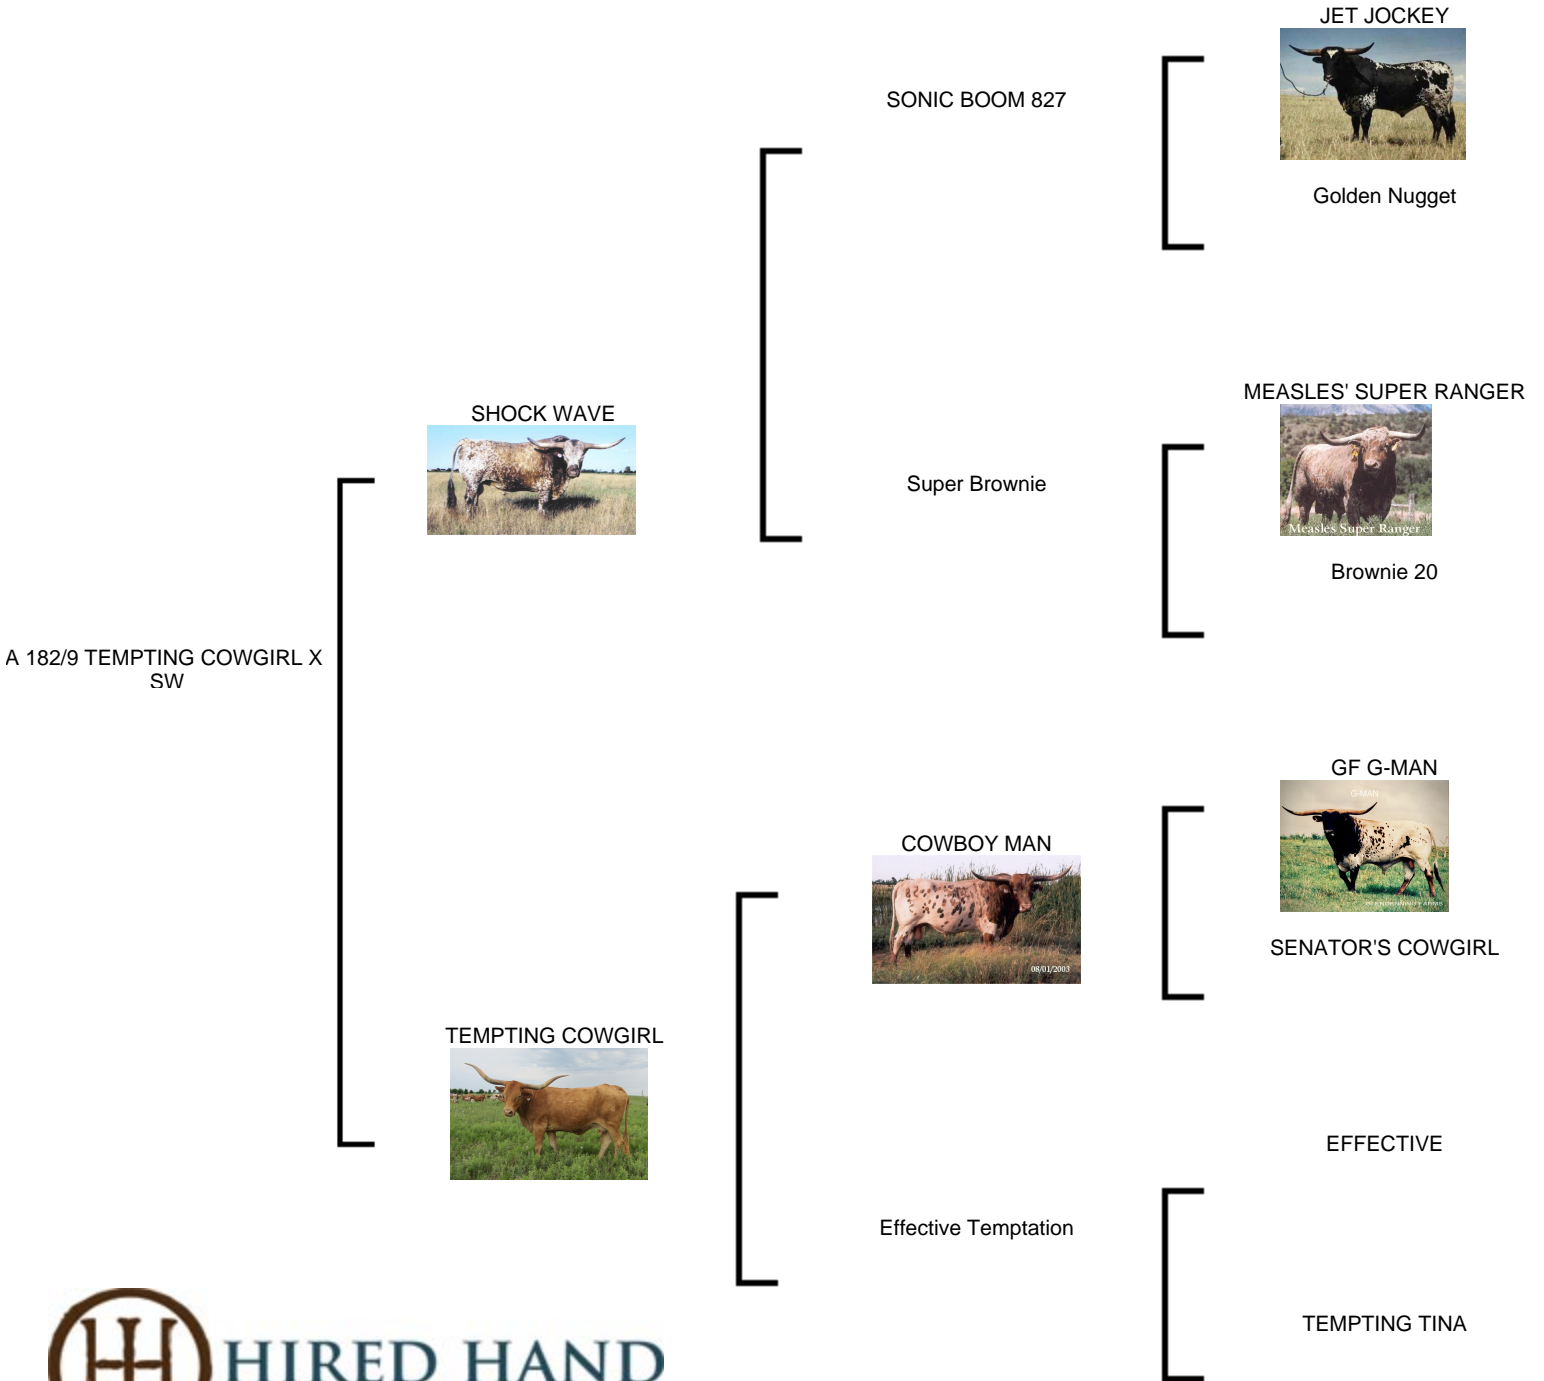 JET JOCKEY
SONIC BOOM 827
Golden Nugget
MEASLES' SUPER RANGER
SHOCK WAVE
Super Brownie
Measles Super Ranger
Brownie 20
A 182/9 TEMPTING COWGIRL X
SW
GF G-MAN
G-MAN
COWBOY MAN
08/01/2003
SENATOR'S COWGIRL
TEMPTING COWGIRL
EFFECTIVE
Effective Temptation
TEMPTING TINA
HIRED HAND